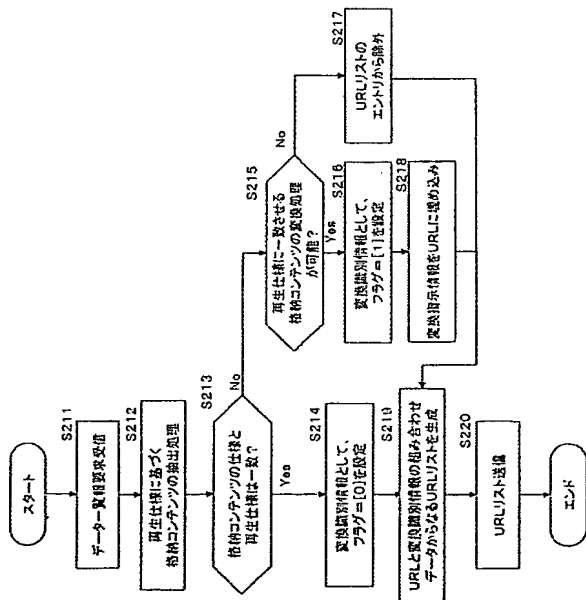 スタート
S211
データ一覧報要求受信
S212
再生仕様に基づく
格納コンテンツの抽出処理
S213
格納コンテンツの仕様と
再生仕様は一致?
No
Yes
S214
変換識別情報として、
フラグ=[0]を設定
S215
再生仕様に一致させる
格納コンテンツの変換処理
が可能?
No
Yes
S216
変換識別情報として、
フラグ=[1]を設定
S218
変換指示情報をURLに埋め込み
S217
URLリストの
エントリから除外
S219
URLと変換識別情報の組み合わせ
データからなるURLリストを生成
S220
URLリスト送信
エンド